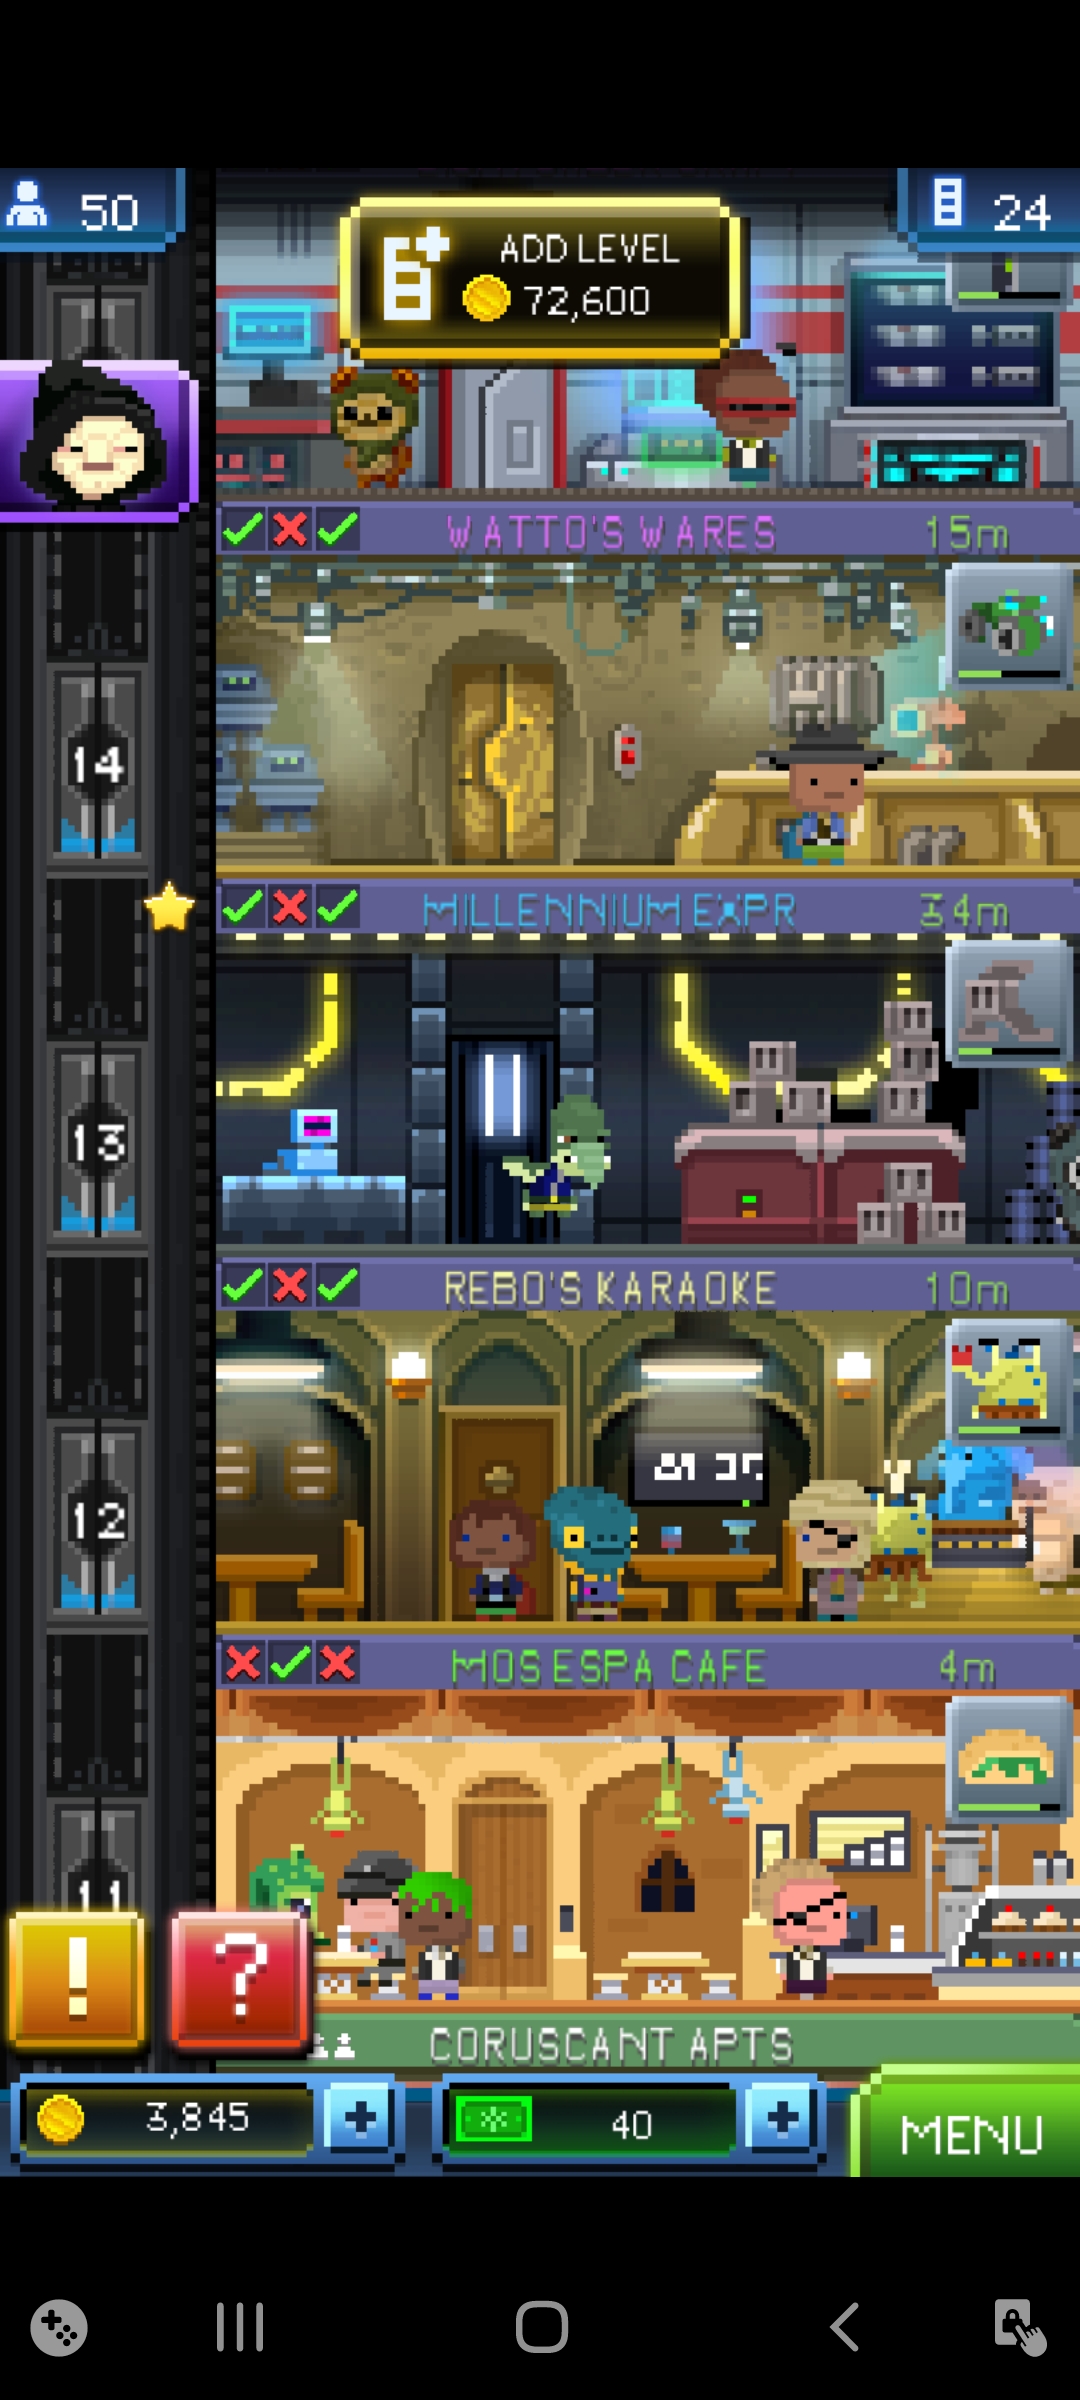 50
ADD LEVEL
72,600
24
WATTO'S WARES
15m
14
MILLENNIUM EXPR
34m
13
REBO'S KARAOKE
10m
12
MOS ESPA CAFE
4m
11
!
?
CORUSCANT APTS
3,845
+
40
+
MENU